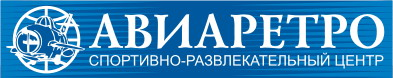 АВИАРЕТРО
СПОРТИВНО-РАЗВЛЕКАТЕЛЬНЫЙ ЦЕНТР